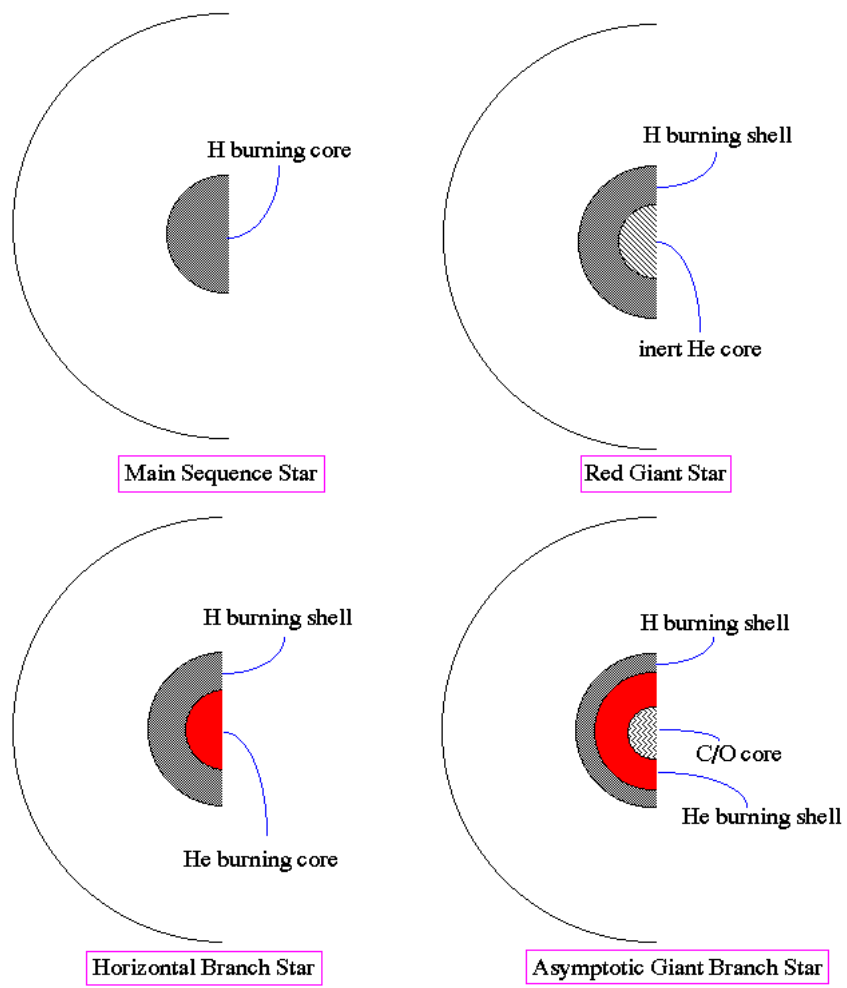 H burning core
Main Sequence Star
H burning shell
inert He core
Red Giant Star
H burning shell
He burning core
Horizontal Branch Star
H burning shell
C/O core
He burning shell
Asymptotic Giant Branch Star